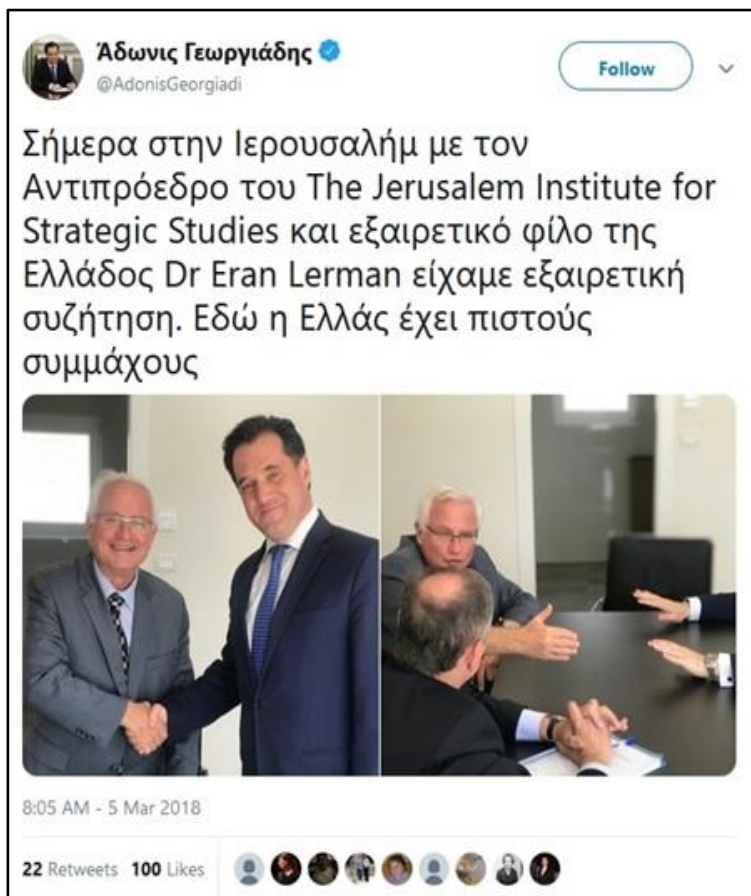 Άδωνις Γεωργιάδης
@AdonisGeorgiadi
Follow
Σήμερα στην Ιερουσαλήμ με τον
Αντιπρόεδρο του The Jerusalem Institute for
Strategic Studies και εξαιρετικό φίλο της
Ελλάδος Dr Eran Lerman είχαμε εξαιρετική
συζήτηση. Εδώ η Ελλάς έχει πιστούς
συμμάχους
8:05 AM - 5 Mar 2018
22 Retweets 100 Likes